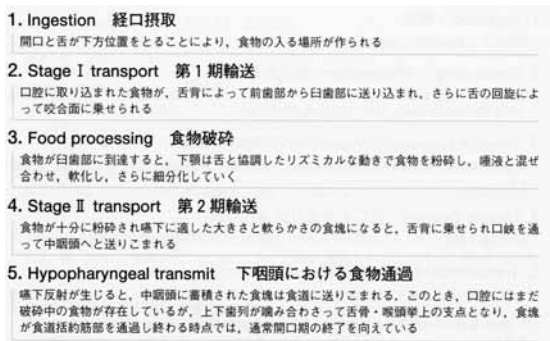 1. Ingestion 経口摂取
開口と舌が下方位置をとることにより，食物の入る場所が作られる
2. Stage Ⅰ transport 第1期輸送
口腔に取り込まれた食物が，舌背によって前歯部から臼歯部に送り込まれ，さらに舌の回旋によ
って咬合面に乗せられる
3. Food processing 食物破砕
食物が臼歯部に到達すると，下顎は舌と協調したリズミカルな動きで食物を粉砕し，唾液と混ぜ
合わせ，軟化し，さらに細分化していく
4. Stage Ⅱ transport 第2期輸送
食物が十分に粉砕され嚥下に適した大きさと軟らかさの食塊になると，舌背に乗せられ口峡を通
って中咽頭へと送りこまれる
5. Hypopharyngeal transmit 下咽頭における食物通過
嚥下反射が生じると，中咽頭に蓄積された食塊は食道に送りこまれる．このとき，口腔にはまだ
破砕中の食物が存在しているが，上下歯列が噛み合わさって舌骨・喉頭挙上の支点となり，食塊
が食道括約筋部を通過し終わる時点では，通常開口期の終了を向えている